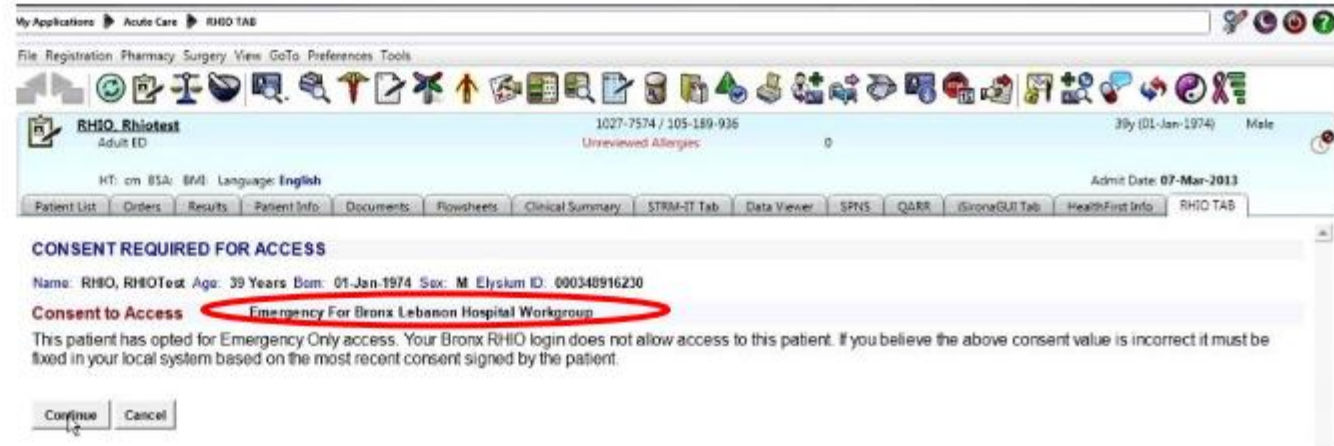 My Applications Acute Care RHIO TAB
File Registration Pharmacy Surgery View GoTo Preferences Tools
RHIO, Rhiotest 1027-7574 / 105-189-936 39y (01-Jan-1974) Male
Adult ED Unreviewed Allergies 0
HT: cm BSA: BMI: Language: English Admit Date: 07-Mar-2013
Patient List Orders Results Patient Info Documents Flowsheets Clinical Summary STRM-IT Tab Data Viewer SPNS QARR iSironaGUI Tab HealthFirst Info RHIO TAB
CONSENT REQUIRED FOR ACCESS
Name: RHIO, RHIOTest Age: 39 Years Born: 01-Jan-1974 Sex: M Elysium ID: 000348916230
Consent to Access Emergency For Bronx Lebanon Hospital Workgroup
This patient has opted for Emergency Only access. Your Bronx RHIO login does not allow access to this patient. If you believe the above consent value is incorrect it must be
fixed in your local system based on the most recent consent signed by the patient.
Continue Cancel